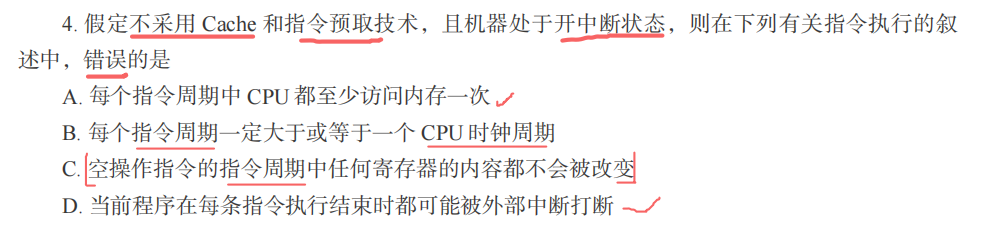 4. 假定不采用 Cache 和指令预取技术，且机器处于开中断状态，则在下列有关指令执行的叙
述中，错误的是
A. 每个指令周期中 CPU 都至少访问内存一次
B. 每个指令周期一定大于或等于一个 CPU 时钟周期
C. 空操作指令的指令周期中任何寄存器的内容都不会被改变
D. 当前程序在每条指令执行结束时都可能被外部中断打断